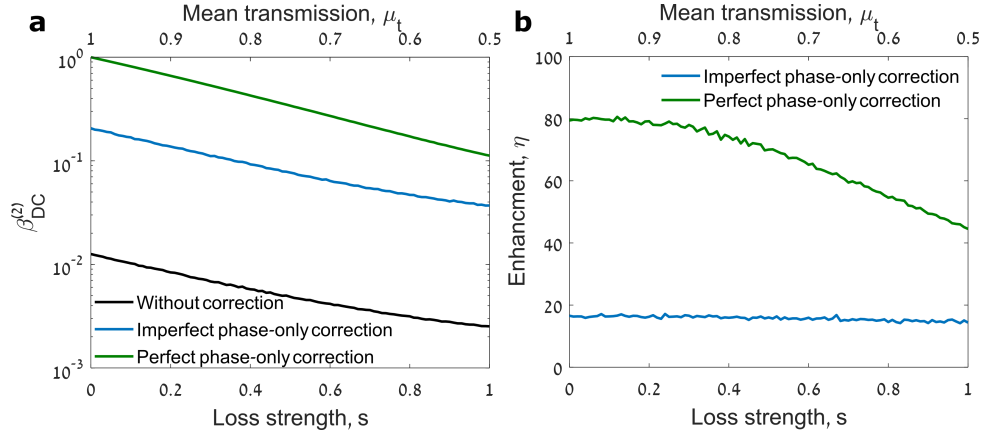 a
Mean transmission, μt
1 0.9 0.8 0.7 0.6 0.5
10^0
10^-1
10^-2
10^-3
β_DC^(2)
Without correction
Imperfect phase-only correction
Perfect phase-only correction
0 0.2 0.4 0.6 0.8 1
Loss strength, s
b
Mean transmission, μt
1 0.9 0.8 0.7 0.6 0.5
100
80
60
40
20
0
Enhancment, η
Imperfect phase-only correction
Perfect phase-only correction
0 0.2 0.4 0.6 0.8 1
Loss strength, s